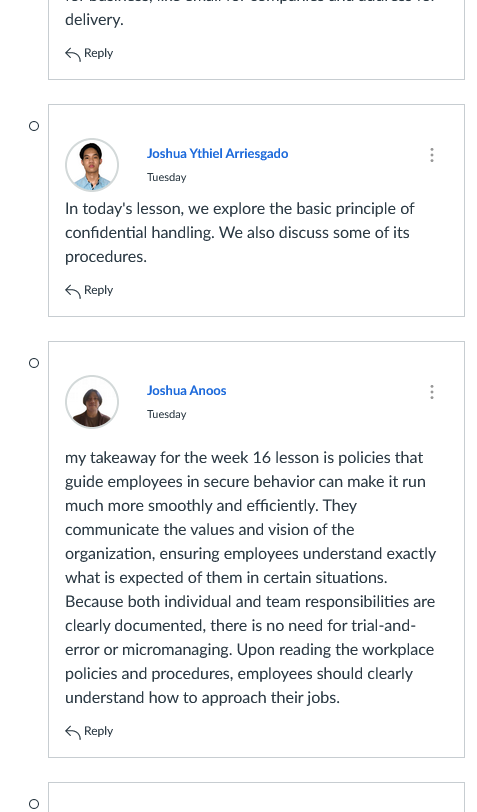 delivery.
Reply
Joshua Ythiel Arriesgado
Tuesday
In today's lesson, we explore the basic principle of
confidential handling. We also discuss some of its
procedures.
Reply
Joshua Anoos
Tuesday
my takeaway for the week 16 lesson is policies that
guide employees in secure behavior can make it run
much more smoothly and efficiently. They
communicate the values and vision of the
organization, ensuring employees understand exactly
what is expected of them in certain situations.
Because both individual and team responsibilities are
clearly documented, there is no need for trial-and-
error or micromanaging. Upon reading the workplace
policies and procedures, employees should clearly
understand how to approach their jobs.
Reply